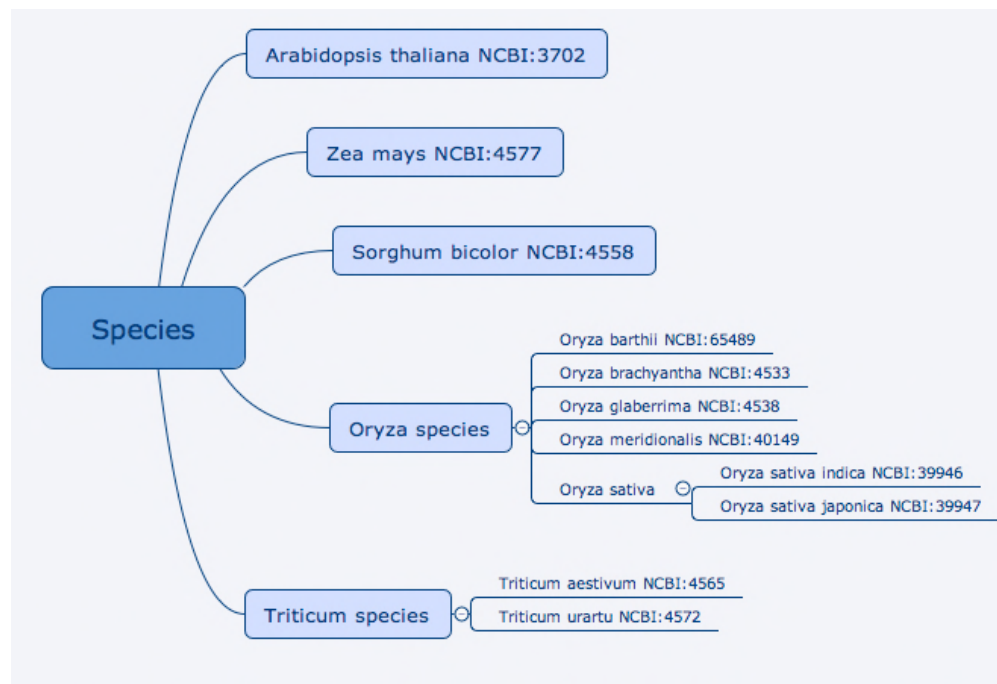 Arabidopsis thaliana NCBI:3702
Zea mays NCBI:4577
Sorghum bicolor NCBI:4558
Species
Oryza species
Oryza barthii NCBI:65489
Oryza brachyantha NCBI:4533
Oryza glaberrima NCBI:4538
Oryza meridionalis NCBI:40149
Oryza sativa
Oryza sativa indica NCBI:39946
Oryza sativa japonica NCBI:39947
Triticum species
Triticum aestivum NCBI:4565
Triticum urartu NCBI:4572